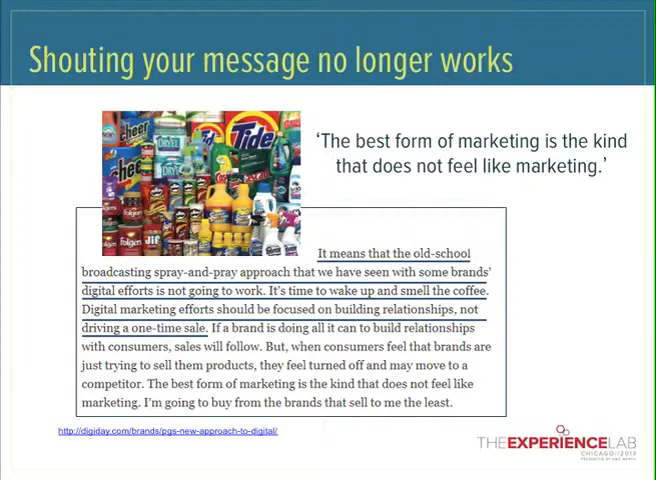 Shouting your message no longer works
cheer
Tide
cheer
Folgers
Folgers
Jif
'The best form of marketing is the kind
that does not feel like marketing.'
It means that the old-school
broadcasting spray-and-pray approach that we have seen with some brands'
digital efforts is not going to work. It's time to wake up and smell the coffee.
Digital marketing efforts should be focused on building relationships, not
driving a one-time sale. If a brand is doing all it can to build relationships
with consumers, sales will follow. But, when consumers feel that brands are
just trying to sell them products, they feel turned off and may move to a
competitor. The best form of marketing is the kind that does not feel like
marketing. I'm going to buy from the brands that sell to me the least.
http://digiday.com/brands/pgs-new-approach-to-digital/
THEEXPERIENCELAB
CHICAGO//2013